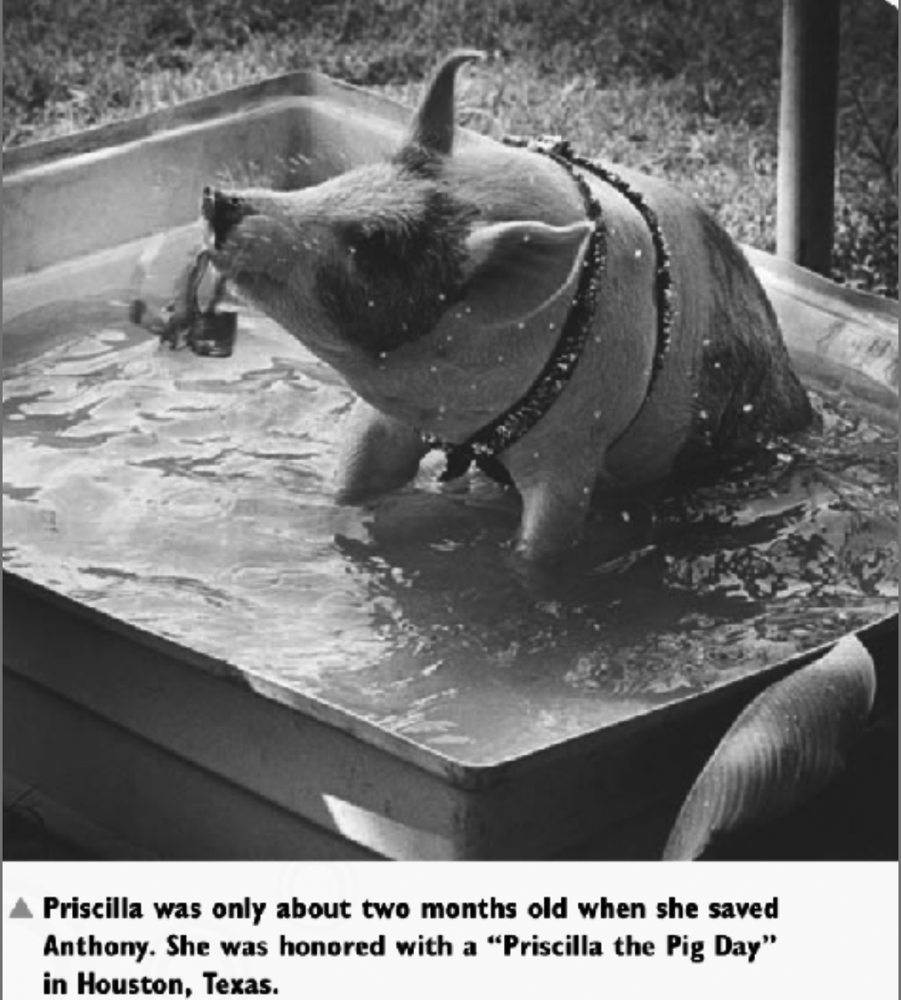 Priscilla was only about two months old when she saved
Anthony. She was honored with a “Priscilla the Pig Day”
in Houston, Texas.